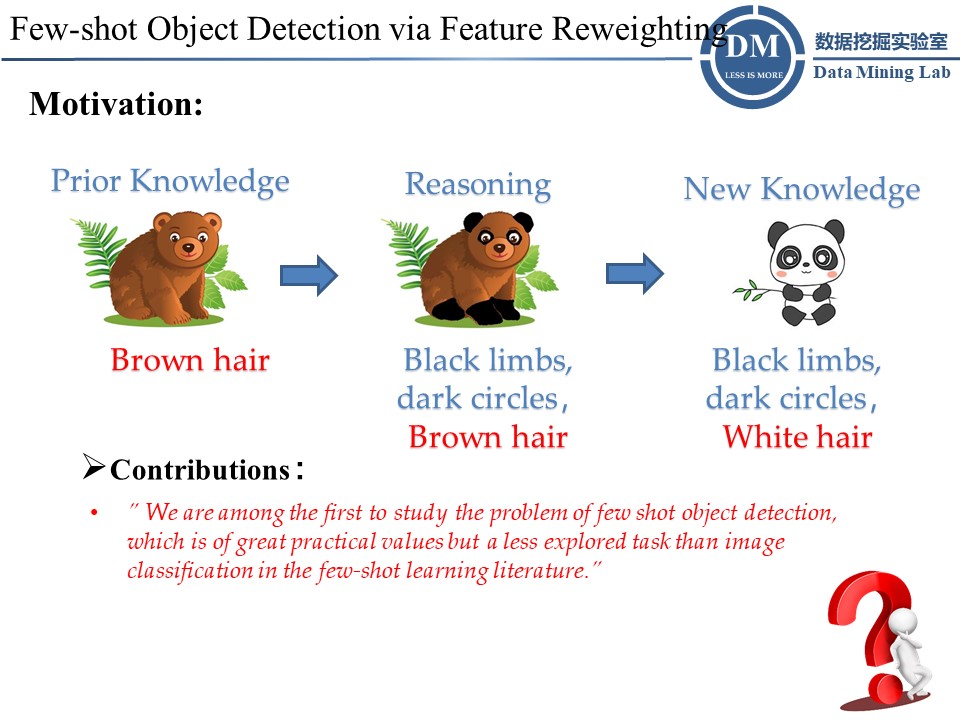 Few-shot Object Detection via Feature Reweighting
DM
LESS IS MORE
数据挖掘实验室
Data Mining Lab
Motivation:
Prior Knowledge
Reasoning
New Knowledge
Brown hair
Black limbs,
dark circles，
Brown hair
Black limbs,
dark circles，
White hair
➢Contributions：
• " We are among the first to study the problem of few shot object detection,
which is of great practical values but a less explored task than image
classification in the few-shot learning literature."